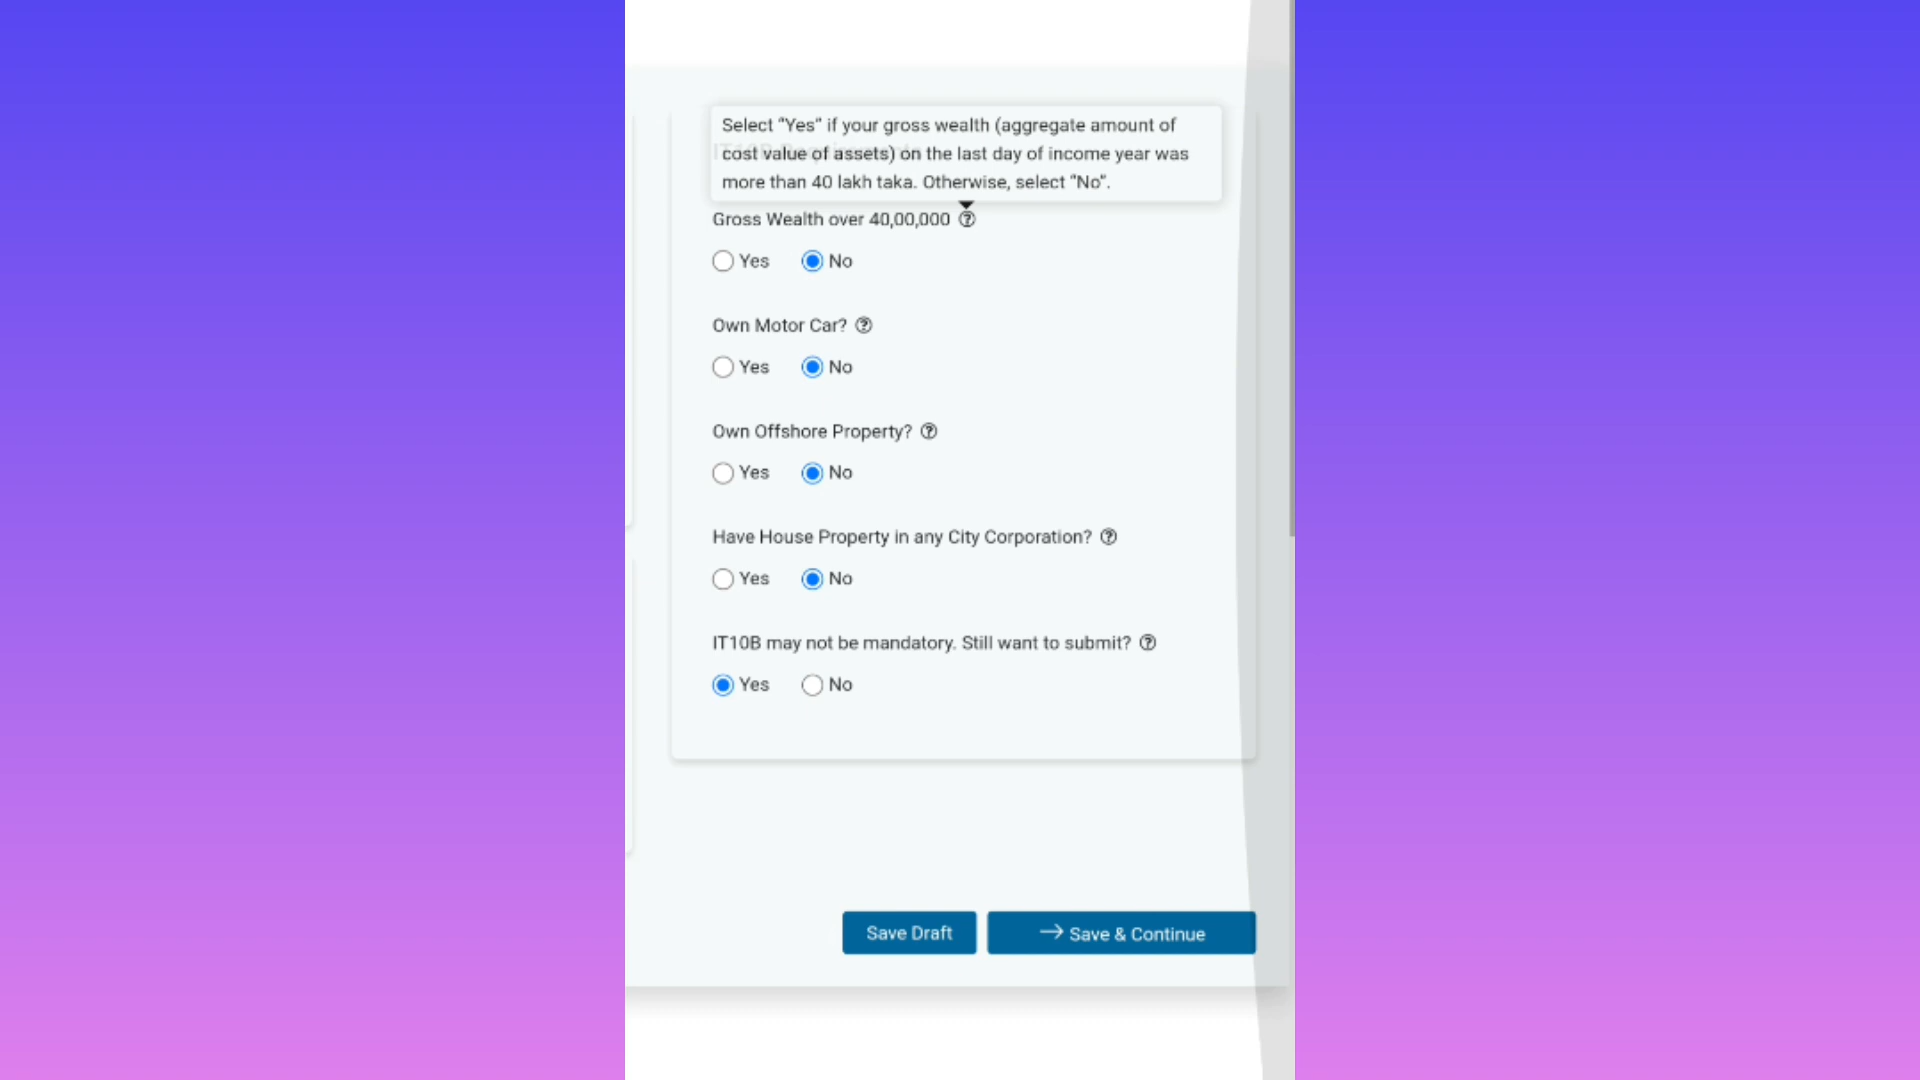 Select “Yes” if your gross wealth (aggregate amount of
cost value of assets) on the last day of income year was
more than 40 lakh taka. Otherwise, select “No”.
Gross Wealth over 40,00,000
Yes No
Own Motor Car?
Yes No
Own Offshore Property?
Yes No
Have House Property in any City Corporation?
Yes No
IT10B may not be mandatory. Still want to submit?
Yes No
Save Draft → Save & Continue